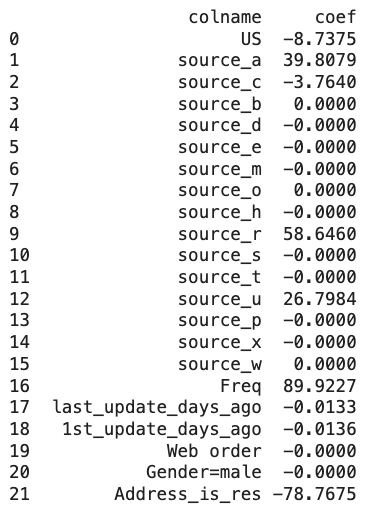 colname coef
0 US -8.7375
1 source_a 39.8079
2 source_c -3.7640
3 source_b 0.0000
4 source_d -0.0000
5 source_e -0.0000
6 source_m -0.0000
7 source_o 0.0000
8 source_h -0.0000
9 source_r 58.6460
10 source_s -0.0000
11 source_t -0.0000
12 source_u 26.7984
13 source_p -0.0000
14 source_x -0.0000
15 source_w 0.0000
16 Freq 89.9227
17 last_update_days_ago -0.0133
18 1st_update_days_ago -0.0136
19 Web order -0.0000
20 Gender=male -0.0000
21 Address_is_res -78.7675